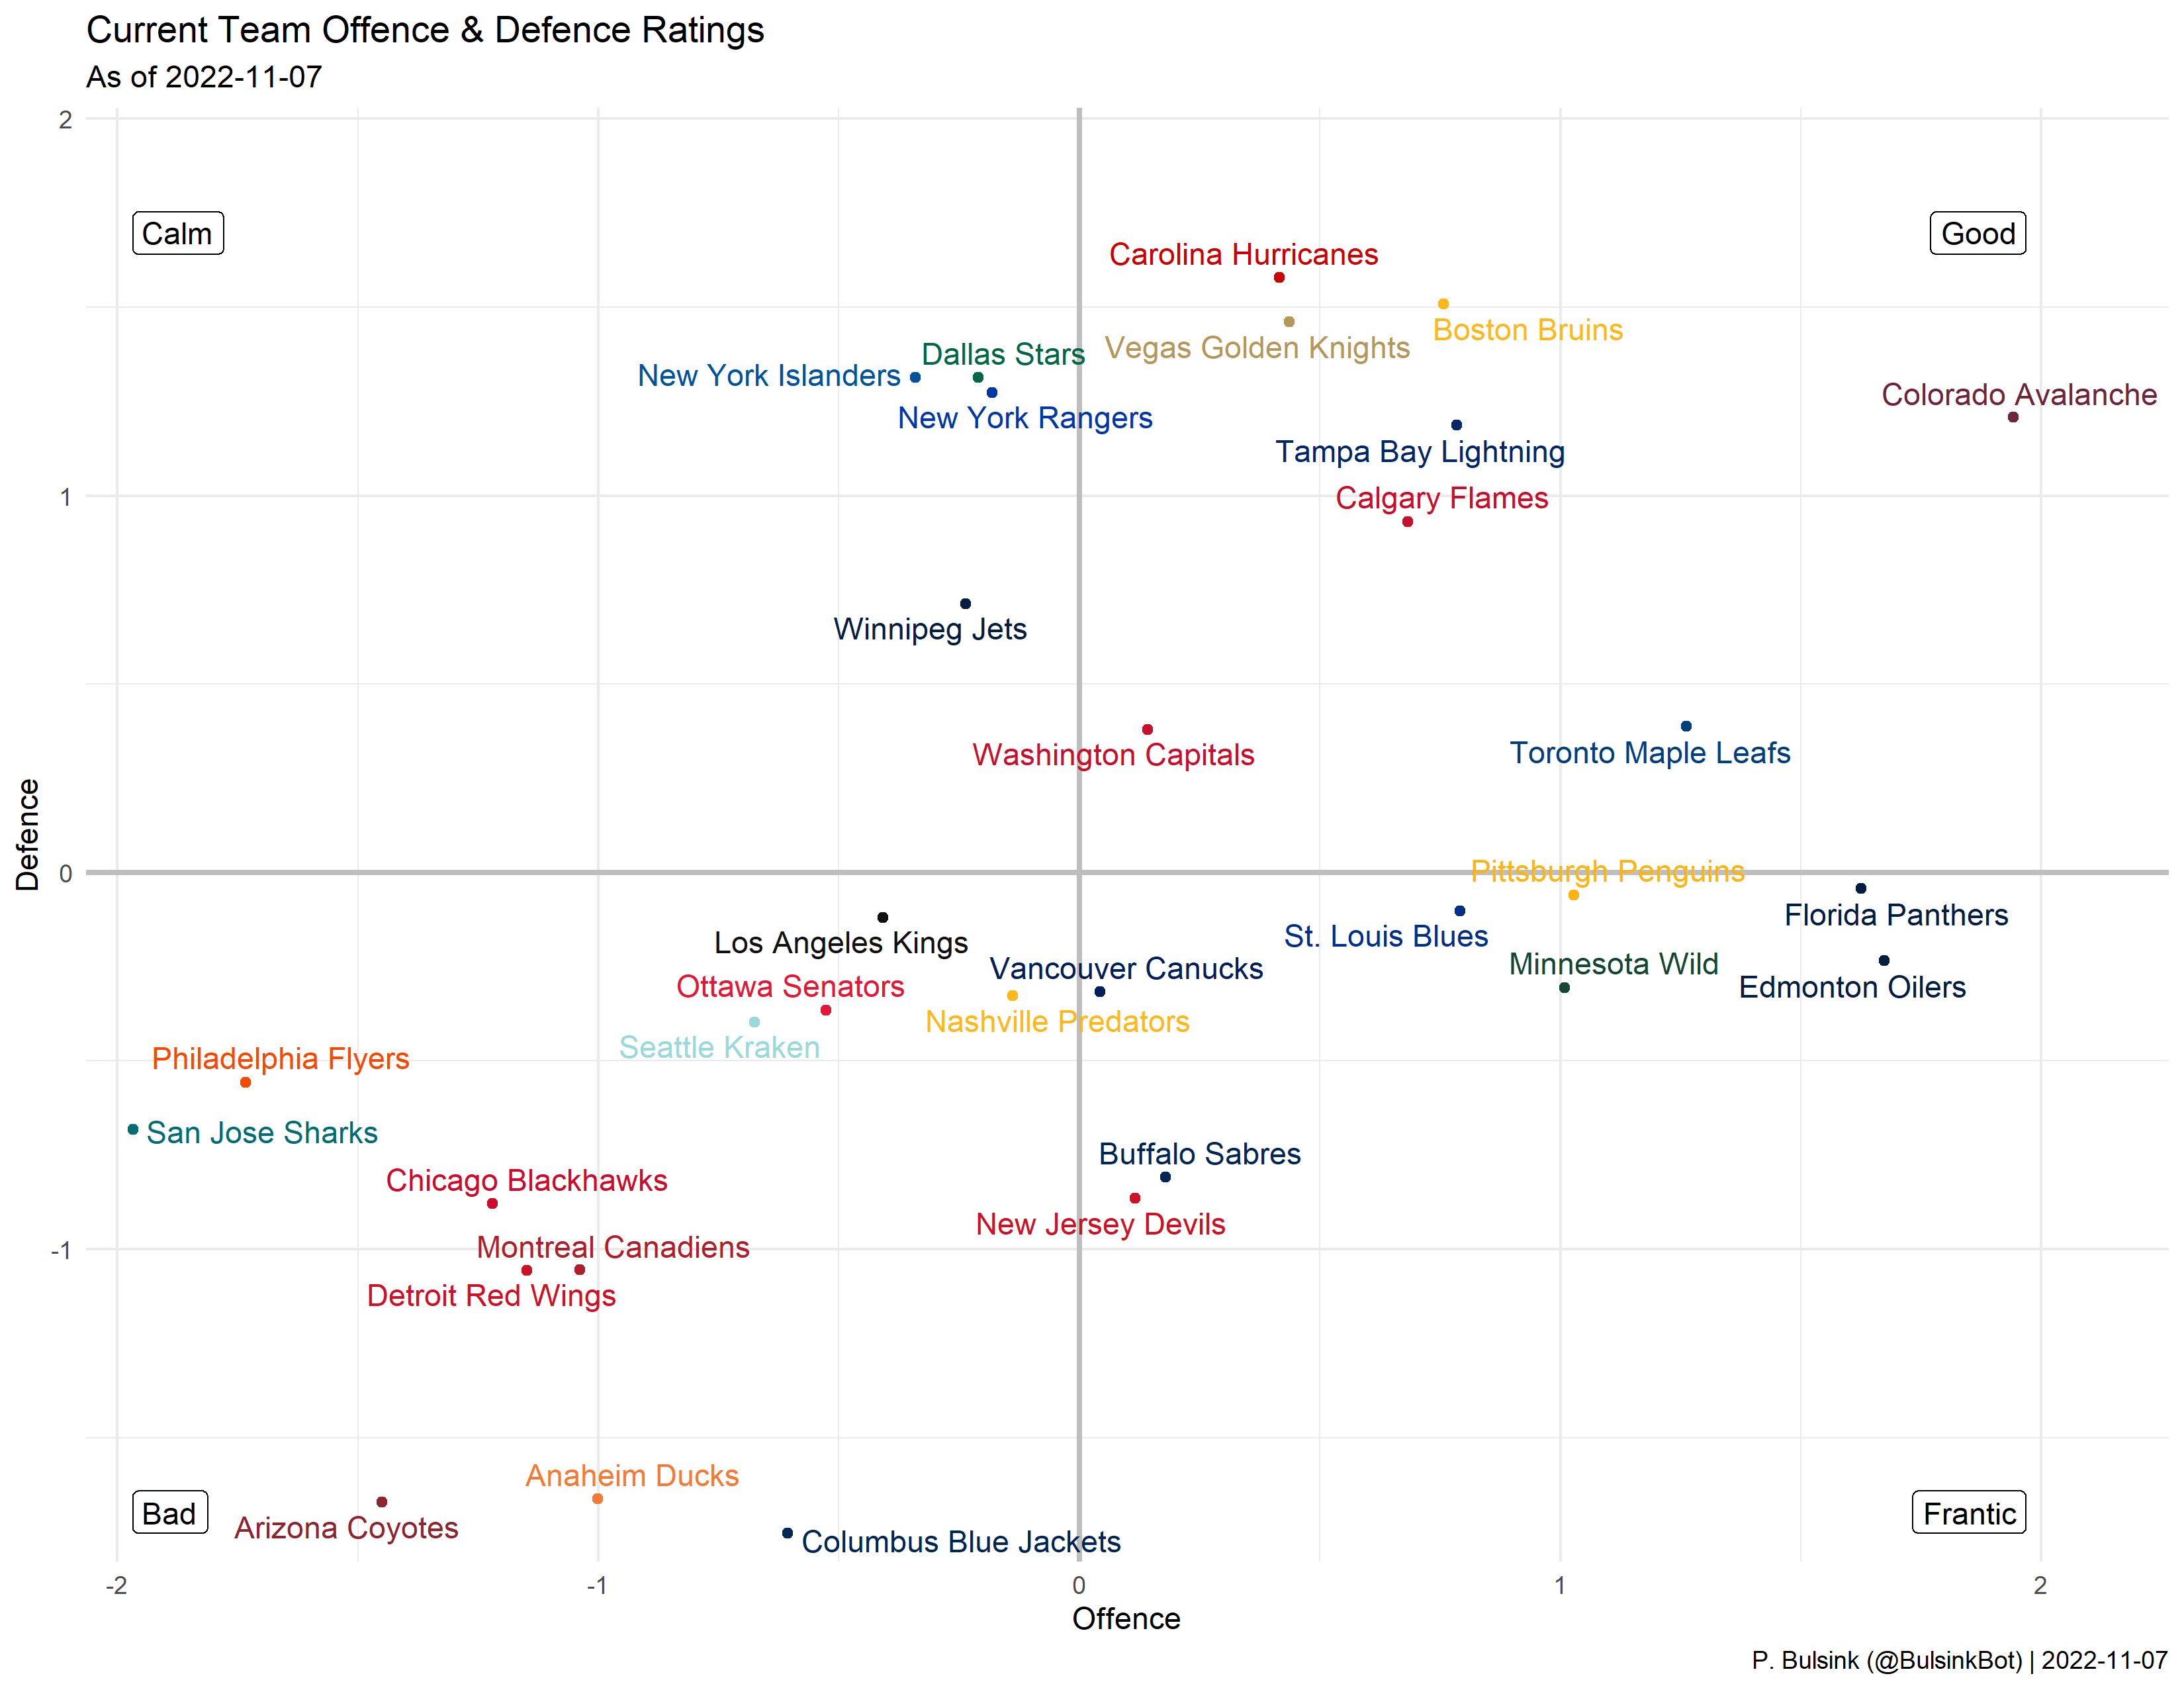 Current Team Offence & Defence Ratings
As of 2022-11-07
2
Calm
Good
Carolina Hurricanes
Boston Bruins
Vegas Golden Knights
Dallas Stars
New York Islanders
Colorado Avalanche
New York Rangers
Tampa Bay Lightning
1
Calgary Flames
Winnipeg Jets
Washington Capitals
Toronto Maple Leafs
Defence
0
Pittsburgh Penguins
Florida Panthers
St. Louis Blues
Los Angeles Kings
Minnesota Wild
Vancouver Canucks
Ottawa Senators
Edmonton Oilers
Nashville Predators
Seattle Kraken
Philadelphia Flyers
San Jose Sharks
Buffalo Sabres
Chicago Blackhawks
New Jersey Devils
-1
Montreal Canadiens
Detroit Red Wings
Anaheim Ducks
Bad
Frantic
Arizona Coyotes
Columbus Blue Jackets
-2
-1
0
1
2
Offence
P. Bulsink (@BulsinkBot) | 2022-11-07